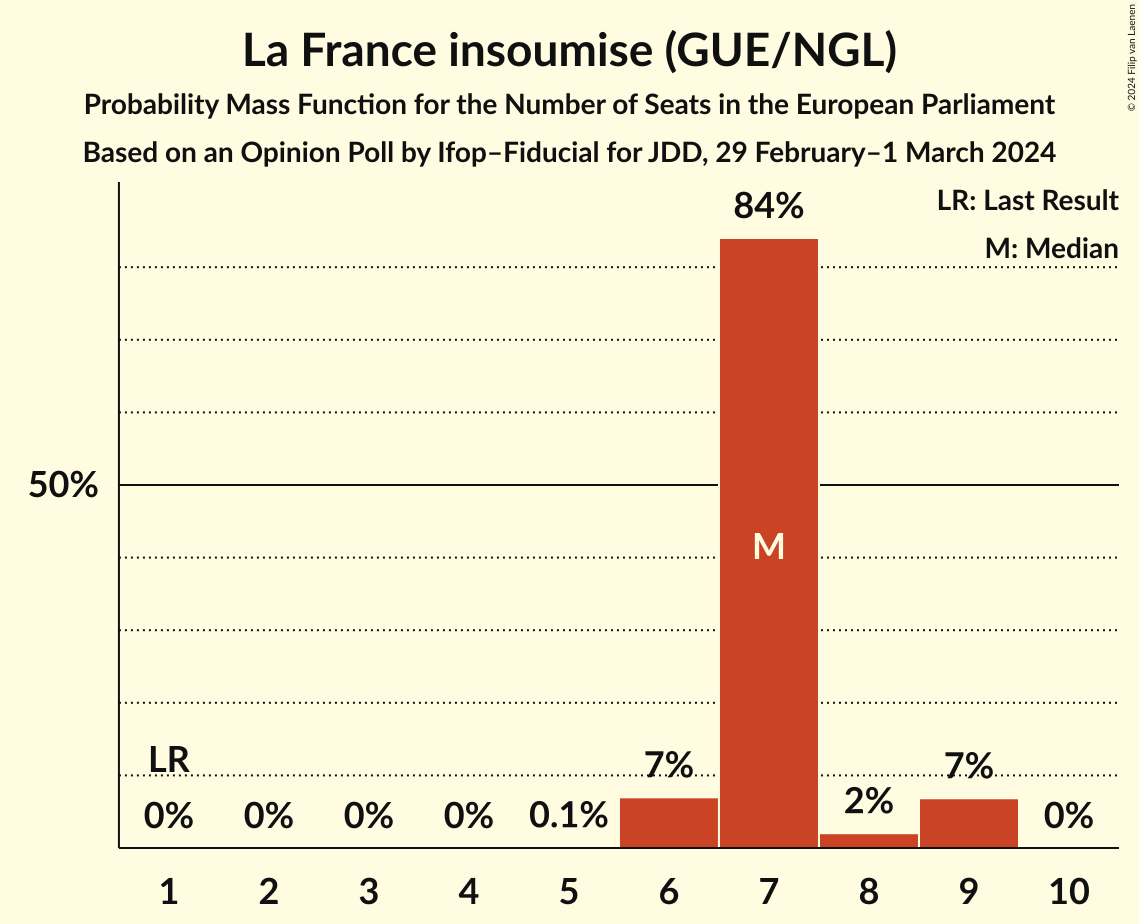 La France insoumise (GUE/NGL)
Probability Mass Function for the Number of Seats in the European Parliament
Based on an Opinion Poll by Ifop–Fiducial for JDD, 29 February–1 March 2024
© 2024 Filip van Laenen
LR: Last Result
M: Median
84%
50%
M
LR
7%
7%
0%
0%
0%
0%
0.1%
2%
0%
1
2
3
4
5
6
7
8
9
10